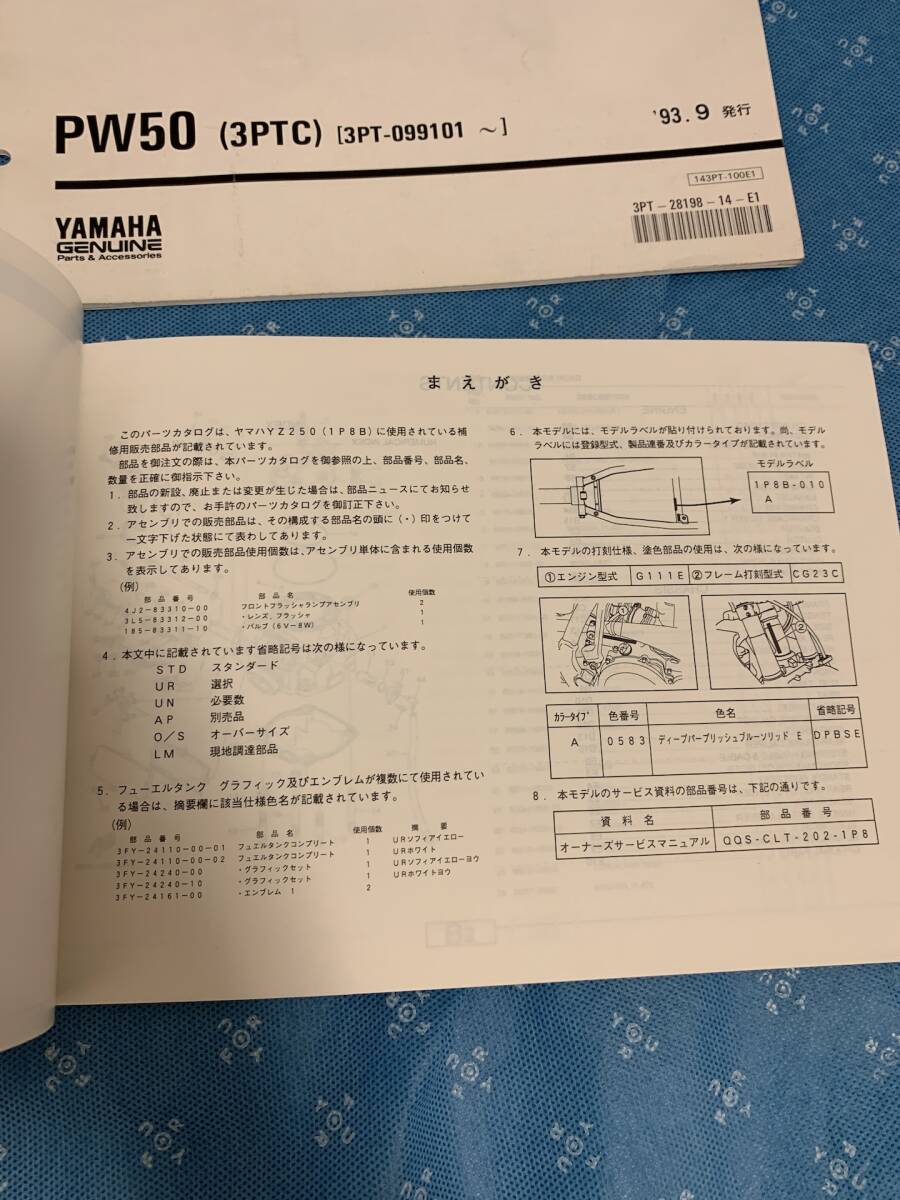 PW50 (3PTC) [3PT-099101 ～]
'93.9 発行
143PT-100E1
3PT-28198-14-E1
YAMAHA
GENUINE
Parts & Accessories
まえがき
このパーツカタログは、ヤマハYZ250(1P8B)に使用されている補
修用販売部品が記載されています。
部品を御注文の際は、本パーツカタログを御参照の上、部品番号、部品名、
数量を正確に御指示下さい。
1. 部品の新設、廃止または変更が生じた場合は、部品ニュースにてお知らせ
致しますので、お手許のパーツカタログを御訂正下さい。
2. アセンブリでの販売部品は、その構成する部品名の頭に(・)印をつけて
一文字下げた状態にて表わしてあります。
3. アセンブリでの販売部品使用個数は、アセンブリ単体に含まれる使用個数
を表示してあります。
(例)
部品番号 部品名 使用個数
4J2-83310-00 フロントフラッシャランプアセンブリ 2
3L5-83312-00 ・レンズ、フラッシャ 1
185-83311-10 ・バルブ(6V-8W) 1
4. 本文中に記載されています省略記号は次の様になっています。
STD スタンダード
UR 選択
UN 必要数
AP 別売品
O/S オーバーサイズ
LM 現地調達部品
5. フューエルタンク グラフィック及びエンブレムが複数にて使用されてい
る場合は、摘要欄に該当仕様色名が記載されています。
(例)
部品番号 部品名 使用個数 摘要
3FY-24110-00-01 フュエルタンクコンプリート 1 URソフィアイエロー
3FY-24110-00-02 フュエルタンクコンプリート 1 URホワイト
3FY-24240-00 ・グラフィックセット 1 URソフィアイエローヨウ
3FY-24240-10 ・グラフィックセット 1 URホワイトヨウ
3FY-24161-00 ・エンブレム 1 2
6. 本モデルには、モデルラベルが貼り付けられております。尚、モデル
ラベルには登録型式、製品連番及びカラータイプが記載されています。
モデルラベル
1P8B-010
A
7. 本モデルの打刻仕様、塗色部品の使用は、次の様になっています。
①エンジン型式 G111E ②フレーム打刻型式 CG23C
① ②
カラータイプ 色番号 色名 省略記号
A 0583 ディープパープリッシュブルーソリッド E DPBSE
8. 本モデルのサービス資料の部品番号は、下記の通りです。
資料名 部品番号
オーナーズサービスマニュアル QQS-CLT-202-1P8